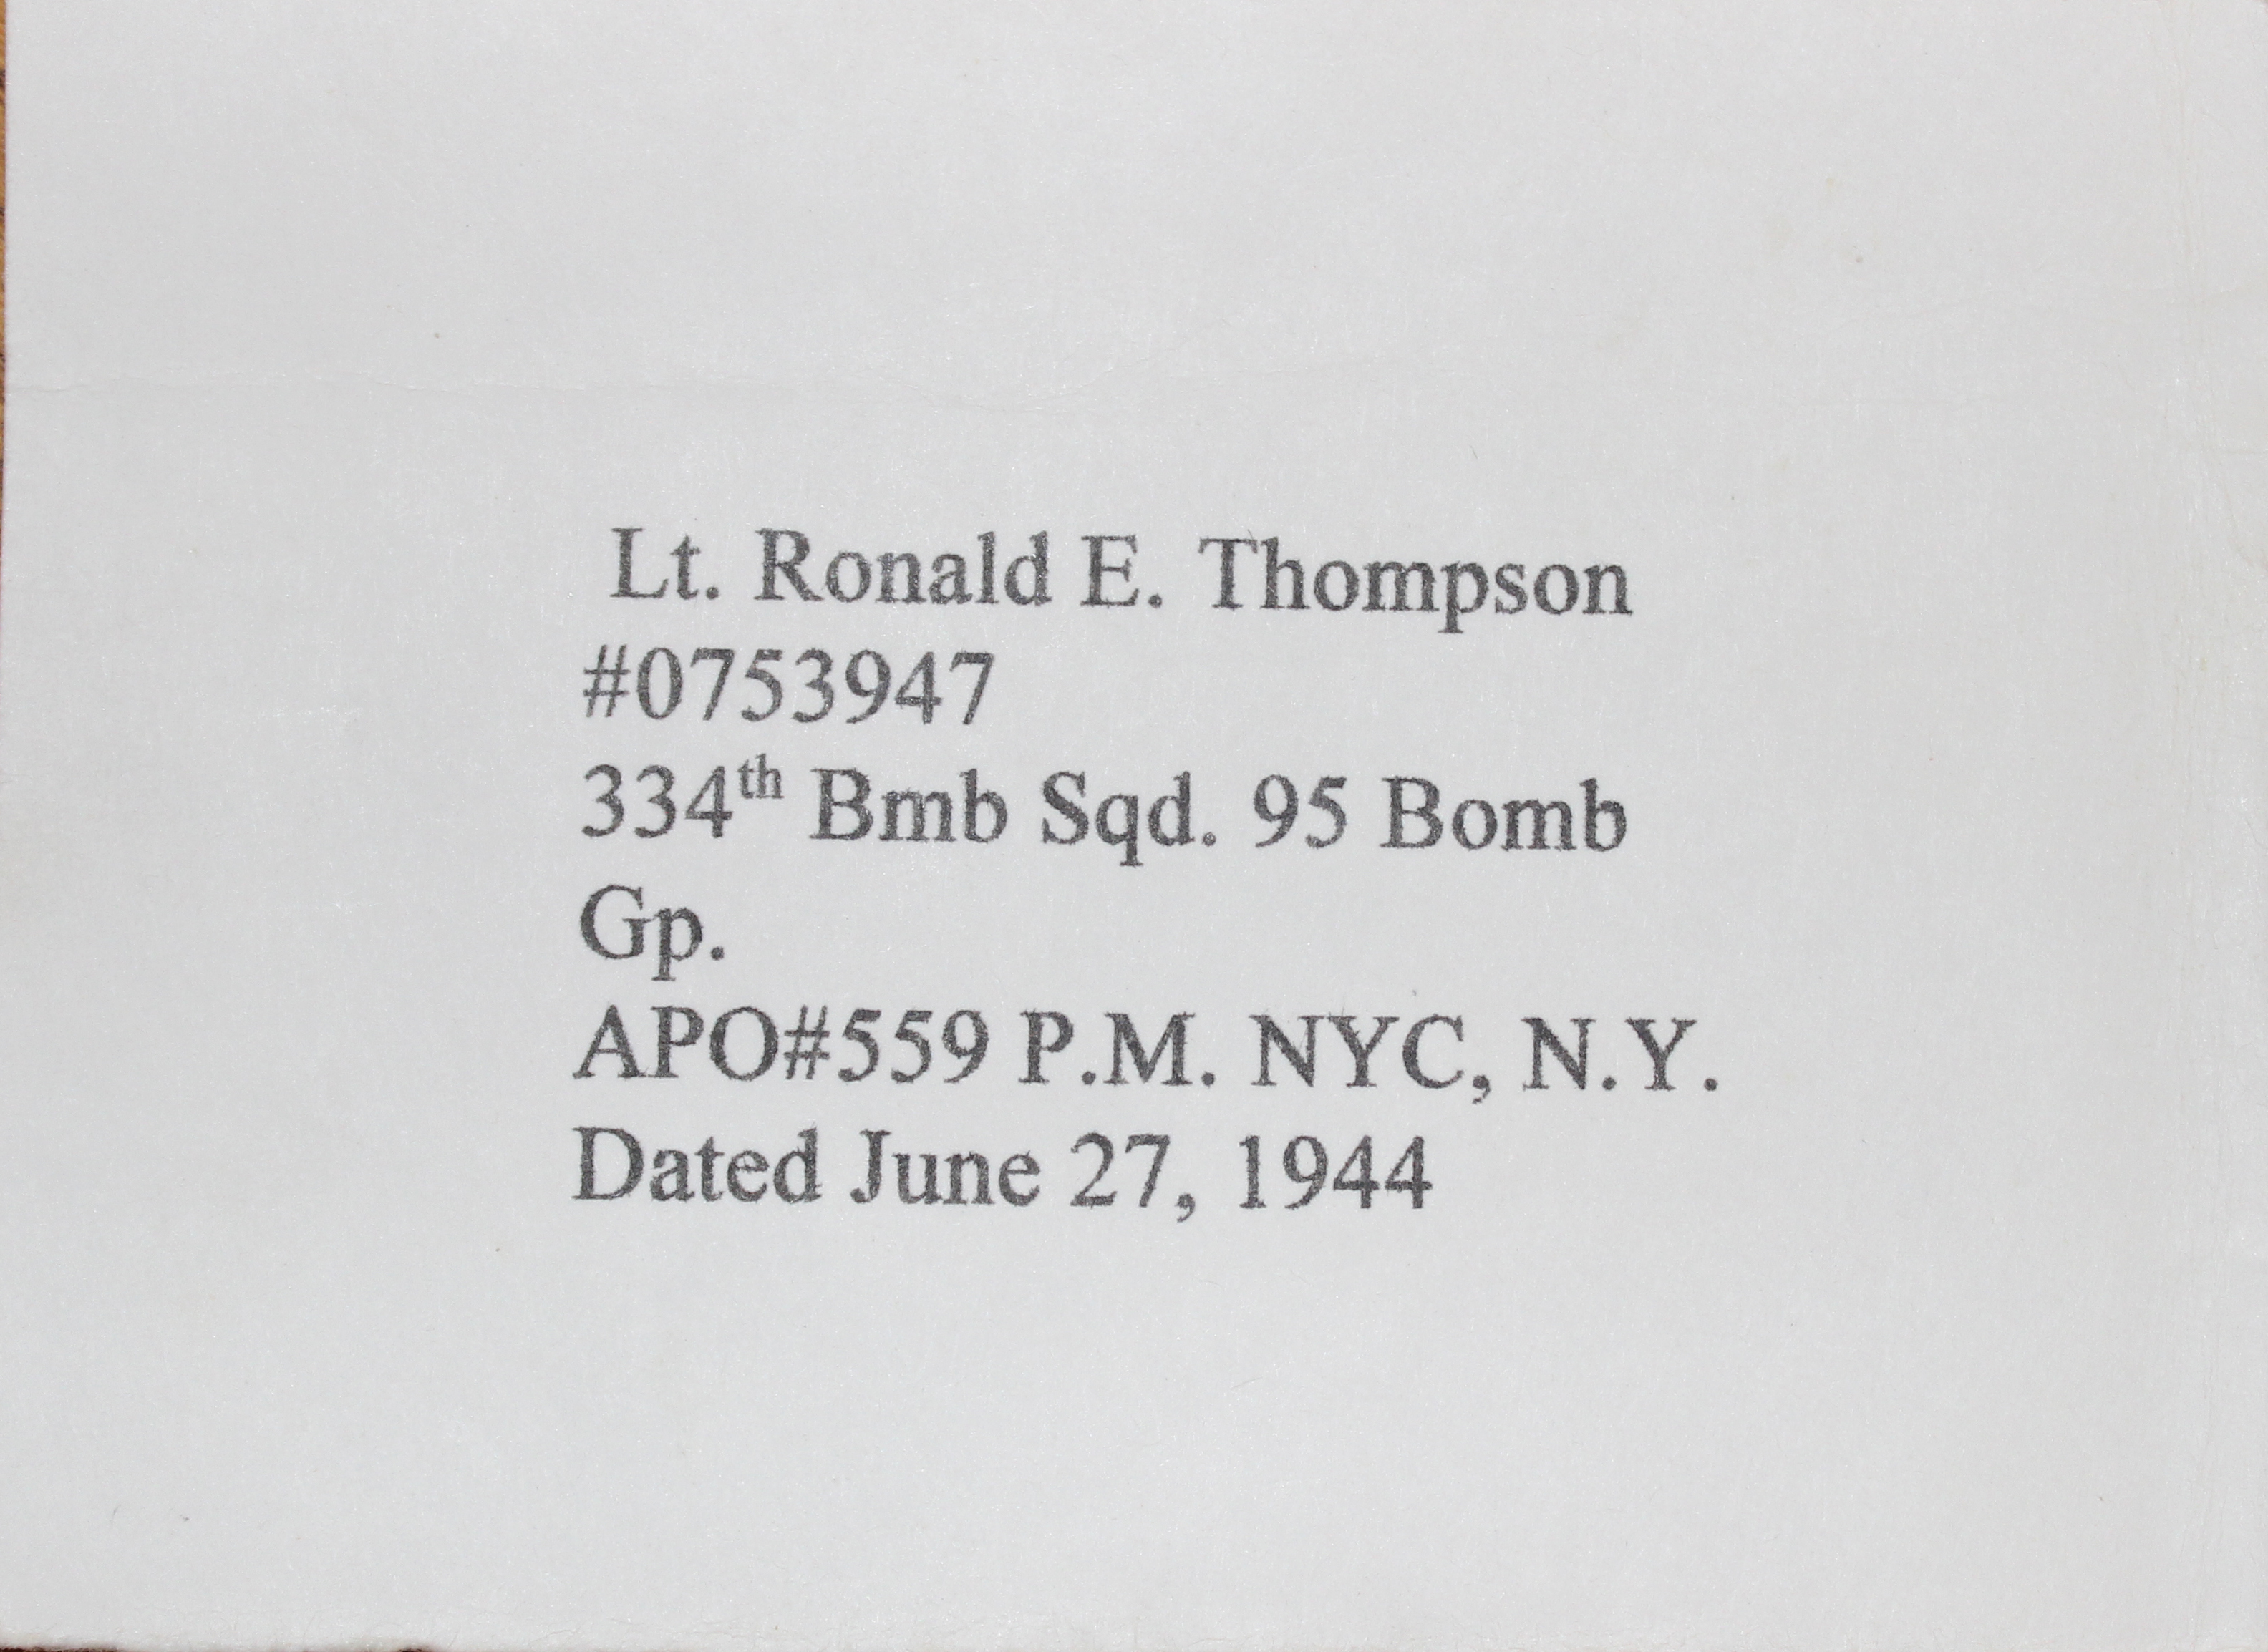 Lt. Ronald E. Thompson
#0753947
334th Bmb Sqd. 95 Bomb
Gp.
APO#559 P.M. NYC, N.Y.
Dated June 27, 1944